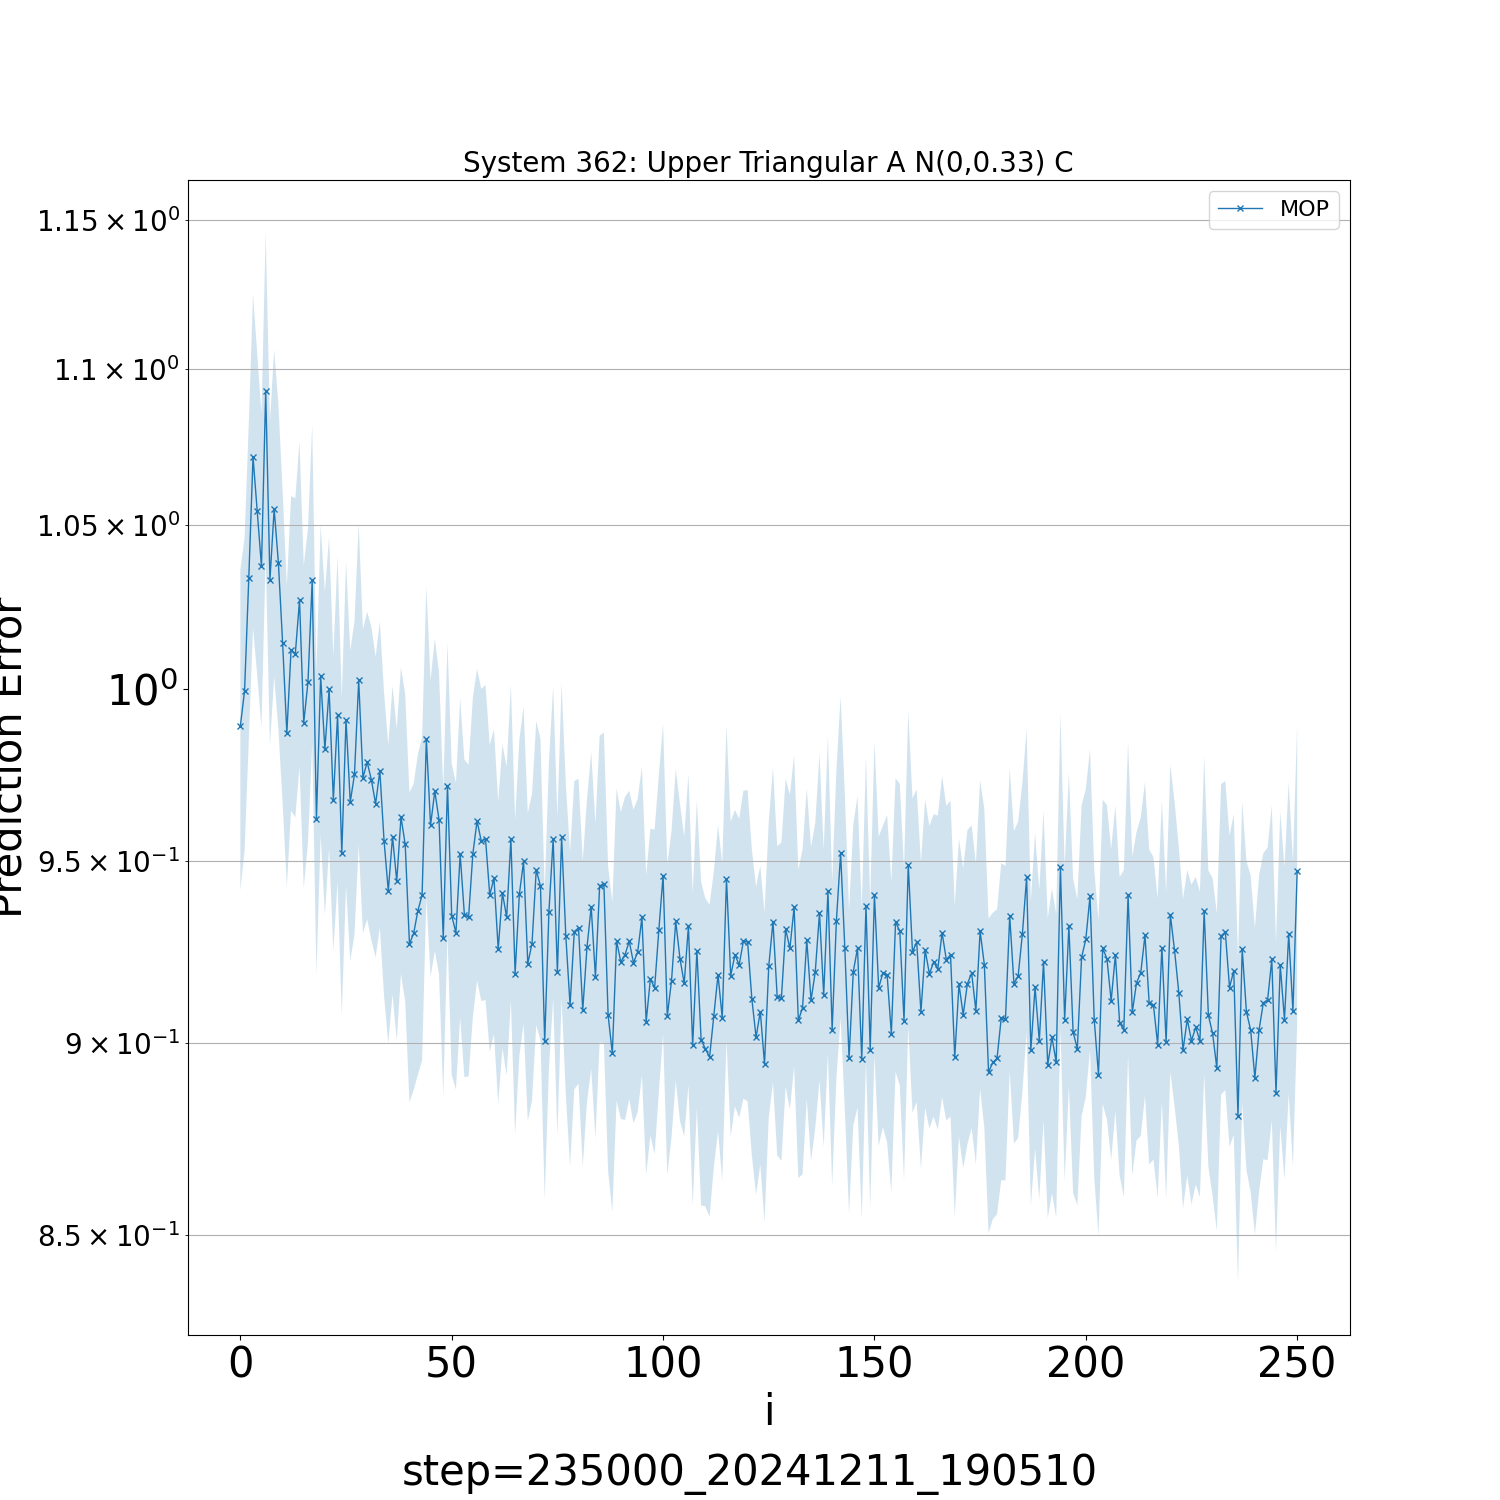 System 362: Upper Triangular A N(0,0.33) C
MOP
1.15 × 10⁰
1.1 × 10⁰
1.05 × 10⁰
10⁰
9.5 × 10⁻¹
9 × 10⁻¹
8.5 × 10⁻¹
Prediction Error
0 50 100 150 200 250
i
step=235000_20241211_190510